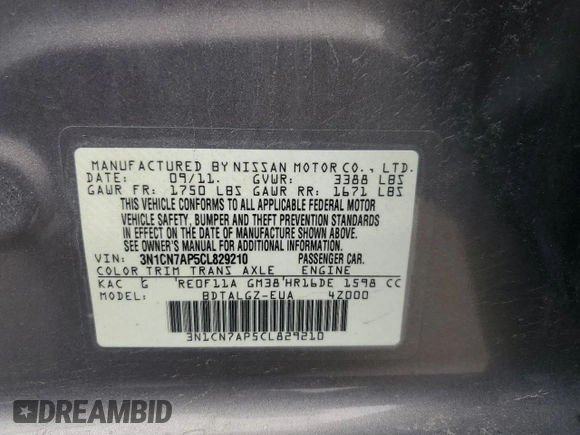 MANUFACTURED BY NISSAN MOTOR CO., LTD.
DATE: 09/11. GVWR: 3388 LBS
GAWR FR: 1750 LBS GAWR RR: 1671 LBS
THIS VEHICLE CONFORMS TO ALL APPLICABLE FEDERAL MOTOR
VEHICLE SAFETY, BUMPER AND THEFT PREVENTION STANDARDS
IN EFFECT ON THE DATE OF MANUFACTURE SHOWN ABOVE.
SEE OWNER'S MANUAL FOR ADDITIONAL INFORMATION.
VIN: 3N1CN7AP5CL829210 PASSENGER CAR.
COLOR TRIM TRANS AXLE ENGINE
KAC G 'RE0F11A GM38'HR16DE 1598 CC
MODEL: BDTALGZ-EUA 4Z000
3N1CN7AP5CL829210
DREAMBID